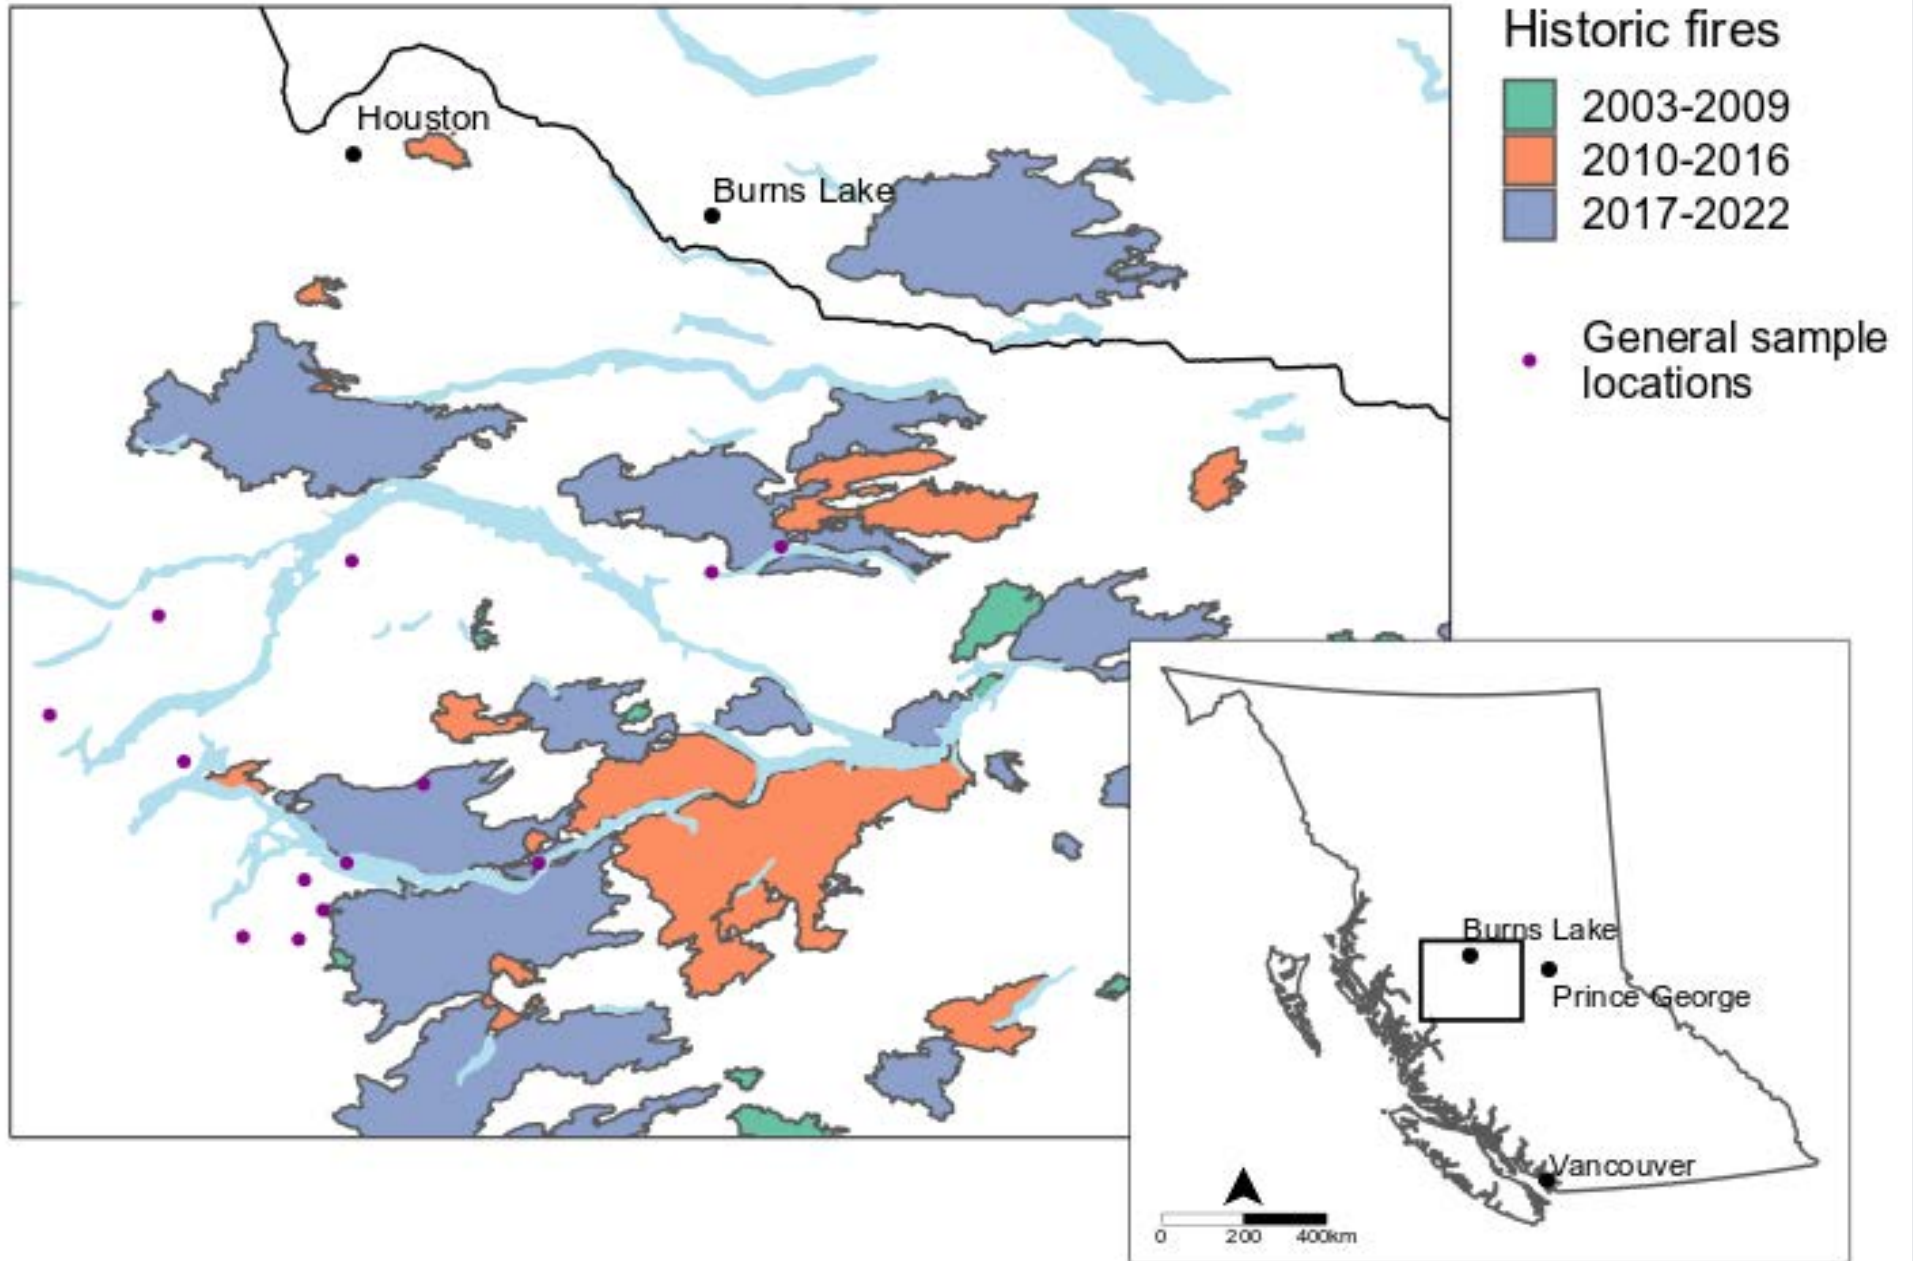 Historic fires
2003-2009
2010-2016
2017-2022
General sample
locations
Houston
Burns Lake
Burns Lake
Prince George
Vancouver
0 200 400km